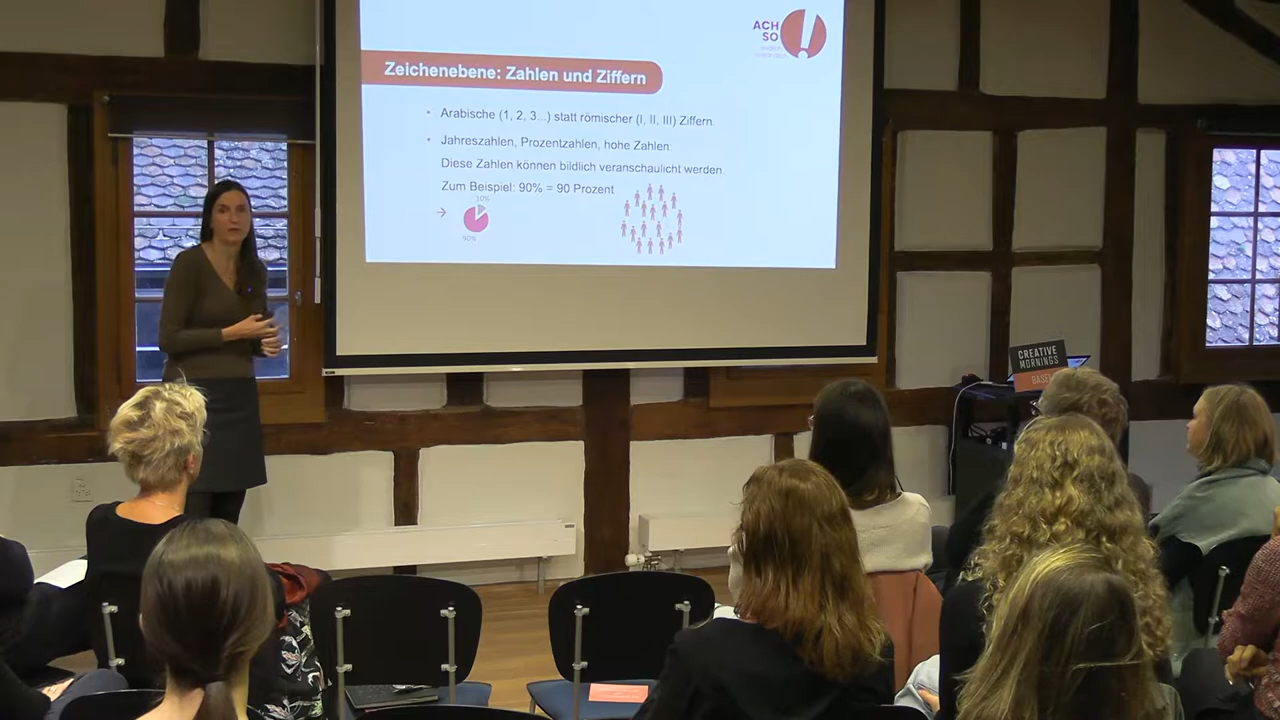 ACH
SO
Zeichenebene: Zahlen und Ziffern
• Arabische (1, 2, 3...) statt römischer (I, II, III) Ziffern.
• Jahreszahlen, Prozentzahlen, hohe Zahlen:
Diese Zahlen können bildlich veranschaulicht werden.
Zum Beispiel: 90% = 90 Prozent
10%
90%
CREATIVE
MORNINGS
BASEL